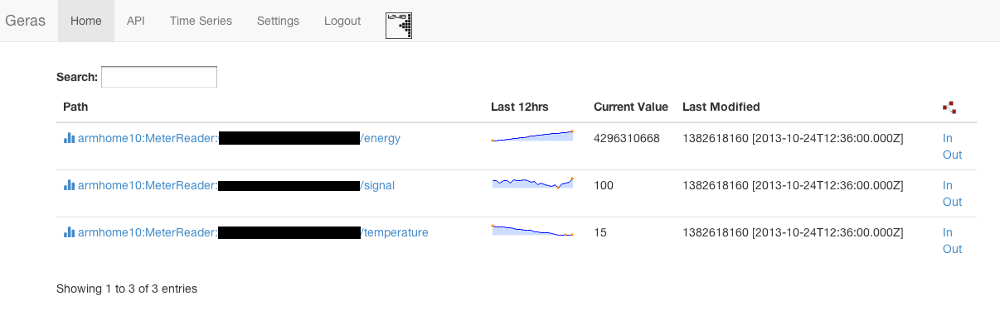 Geras Home API Time Series Settings Logout 1248
Search:
Path Last 12hrs Current Value Last Modified
armhome10:MeterReader: /energy 4296310668 1382618160 [2013-10-24T12:36:00.000Z] In
Out
armhome10:MeterReader: /signal 100 1382618160 [2013-10-24T12:36:00.000Z] In
Out
armhome10:MeterReader: /temperature 15 1382618160 [2013-10-24T12:36:00.000Z] In
Out
Showing 1 to 3 of 3 entries